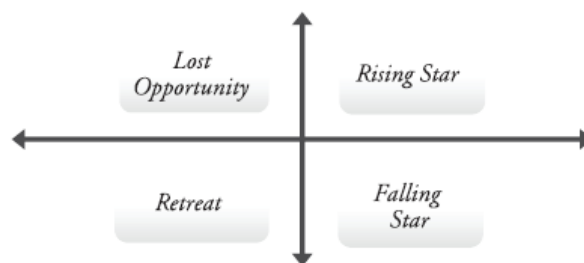 Lost
Opportunity
Rising Star
Retreat
Falling
Star